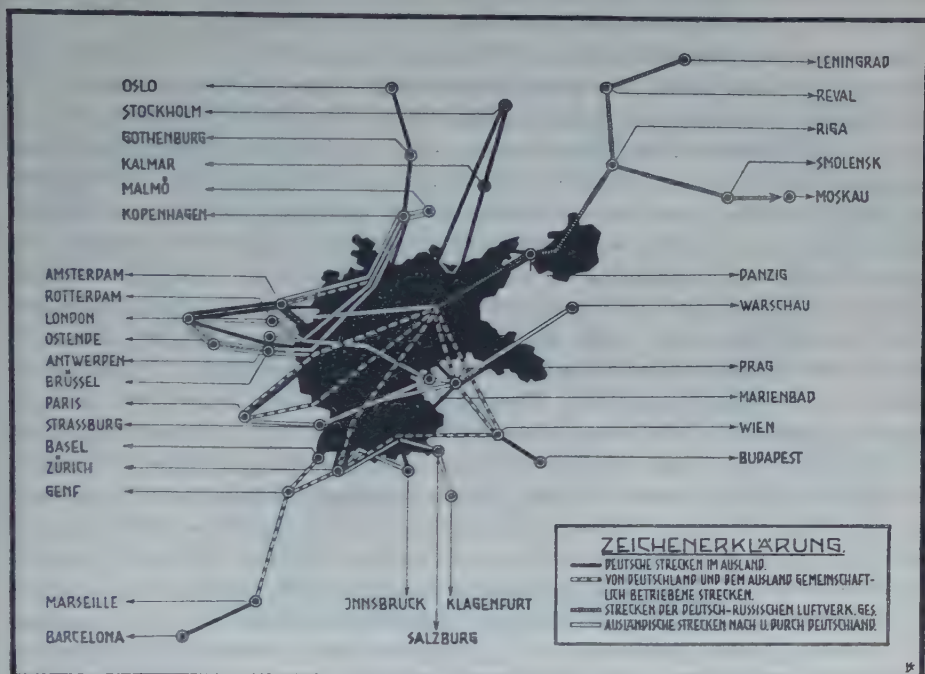 OSLO
STOCKHOLM
GOTHENBURG
KALMAR
MALMÖ
KOPENHAGEN
AMSTERDAM
ROTTERDAM
LONDON
OSTENDE
ANTWERPEN
BRÜSSEL
PARIS
STRASSBURG
BASEL
ZÜRICH
GENF
MARSEILLE
BARCELONA
LENINGRAD
REVAL
RIGA
SMOLENSK
MOSKAU
DANZIG
WARSCHAU
PRAG
MARIENBAD
WIEN
BUDAPEST
JNNSBRUCK
KLAGENFURT
SALZBURG
ZEICHENERKLÄRUNG.
DEUTSCHE STRECKEN IM AUSLAND.
VON DEUTSCHLAND UND DEM AUSLAND GEMEINSCHAFT-
LICH BETRIEBENE STRECKEN.
STRECKEN DER DEUTSCH-RUSSISCHEN LUFTVERK. GES.
AUSLÄNDISCHE STRECKEN NACH U. DURCH DEUTSCHLAND.